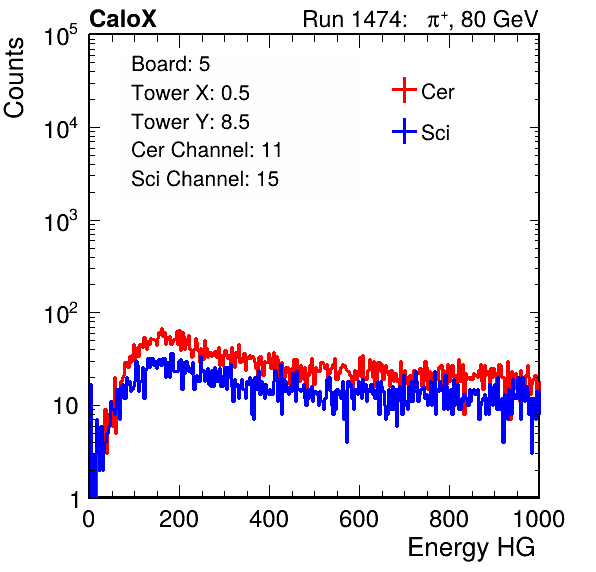 CaloX Run 1474: π⁺, 80 GeV
Counts
Board: 5
Tower X: 0.5
Tower Y: 8.5
Cer Channel: 11
Sci Channel: 15
Cer
Sci
10⁵
10⁴
10³
10²
10
1
0 200 400 600 800 1000
Energy HG